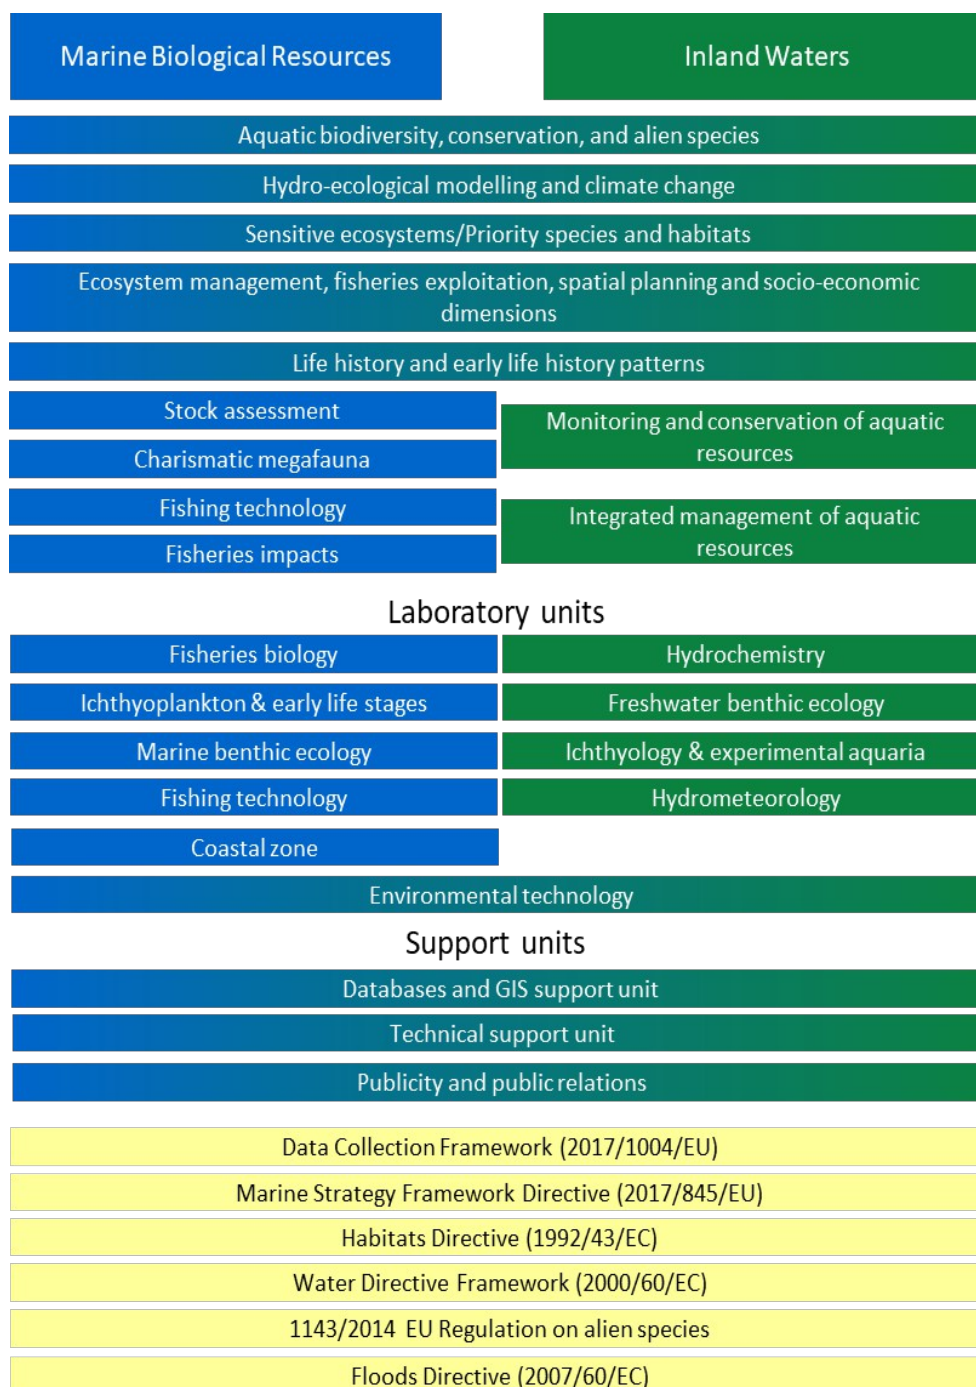 Marine Biological Resources
Inland Waters
Aquatic biodiversity, conservation, and alien species
Hydro-ecological modelling and climate change
Sensitive ecosystems/Priority species and habitats
Ecosystem management, fisheries exploitation, spatial planning and socio-economic
dimensions
Life history and early life history patterns
Stock assessment
Charismatic megafauna
Fishing technology
Fisheries impacts
Monitoring and conservation of aquatic
resources
Integrated management of aquatic
resources
Laboratory units
Fisheries biology
Hydrochemistry
Ichthyoplankton & early life stages
Freshwater benthic ecology
Marine benthic ecology
Ichthyology & experimental aquaria
Fishing technology
Hydrometeorology
Coastal zone
Environmental technology
Support units
Databases and GIS support unit
Technical support unit
Publicity and public relations
Data Collection Framework (2017/1004/EU)
Marine Strategy Framework Directive (2017/845/EU)
Habitats Directive (1992/43/EC)
Water Directive Framework (2000/60/EC)
1143/2014 EU Regulation on alien species
Floods Directive (2007/60/EC)